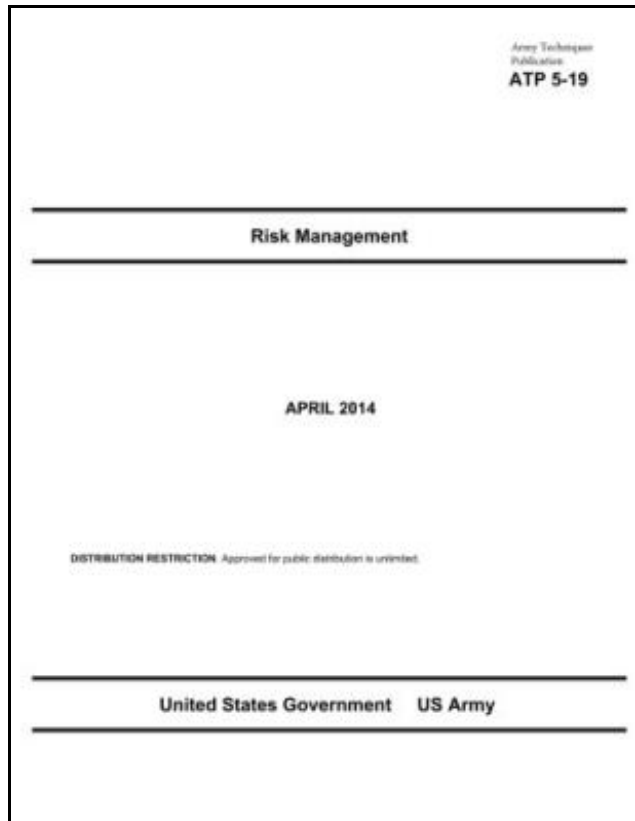 Army Techniques
Publication
ATP 5-19
Risk Management
APRIL 2014
DISTRIBUTION RESTRICTION: Approved for public distribution is unlimited.
United States Government US Army